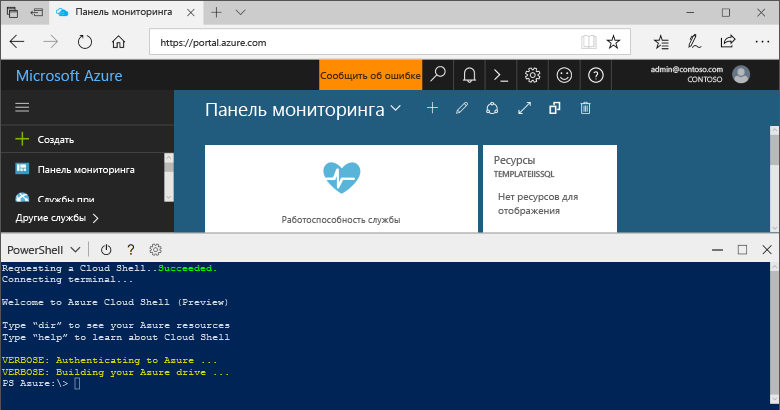 Панель мониторинга
https://portal.azure.com
Microsoft Azure
Сообщить об ошибке
admin@contoso.com
CONTOSO
Панель мониторинга
Создать
Панель мониторинга
Службы при
Другие службы
Работоспособность службы
Ресурсы
TEMPLATEIISSQL
Нет ресурсов для
отображения
PowerShell
Requesting a Cloud Shell..Succeeded.
Connecting terminal...
Welcome to Azure Cloud Shell (Preview)
Type “dir” to see your Azure resources
Type “help” to learn about Cloud Shell
VERBOSE: Authenticating to Azure ...
VERBOSE: Building your Azure drive ...
PS Azure:\>